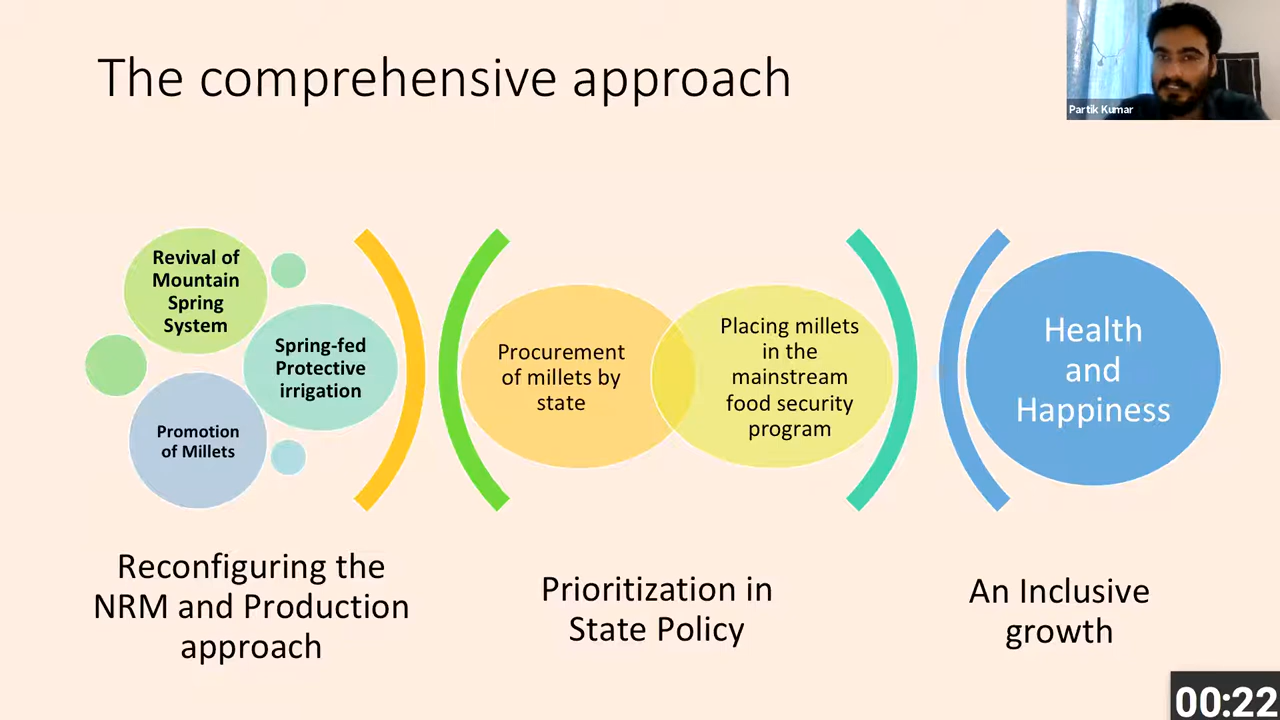 The comprehensive approach
Partik Kumar
Revival of
Mountain
Spring
System
Spring-fed
Protective
irrigation
Promotion
of Millets
Procurement
of millets by
state
Placing millets
in the
mainstream
food security
program
Health
and
Happiness
Reconfiguring the
NRM and Production
approach
Prioritization in
State Policy
An Inclusive
growth
00:22